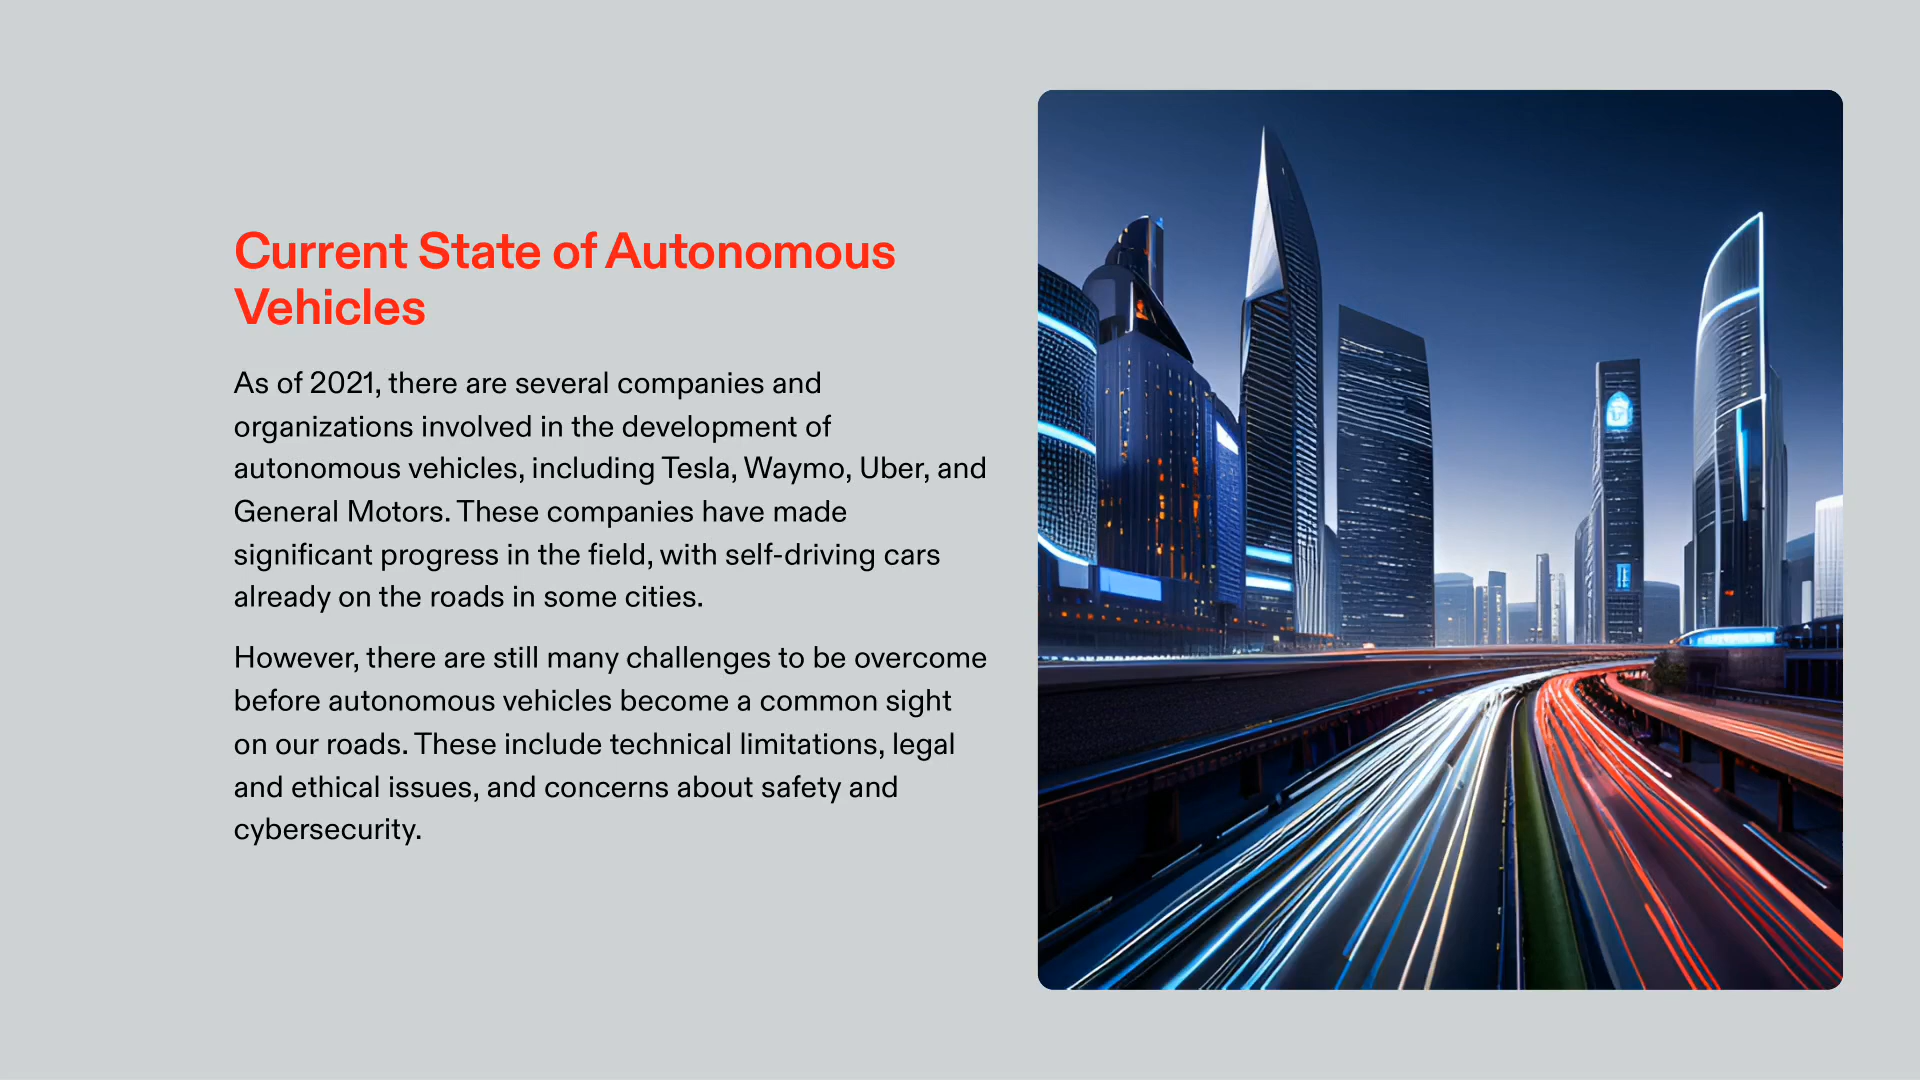 Current State of Autonomous
Vehicles
As of 2021, there are several companies and
organizations involved in the development of
autonomous vehicles, including Tesla, Waymo, Uber, and
General Motors. These companies have made
significant progress in the field, with self-driving cars
already on the roads in some cities.
However, there are still many challenges to be overcome
before autonomous vehicles become a common sight
on our roads. These include technical limitations, legal
and ethical issues, and concerns about safety and
cybersecurity.